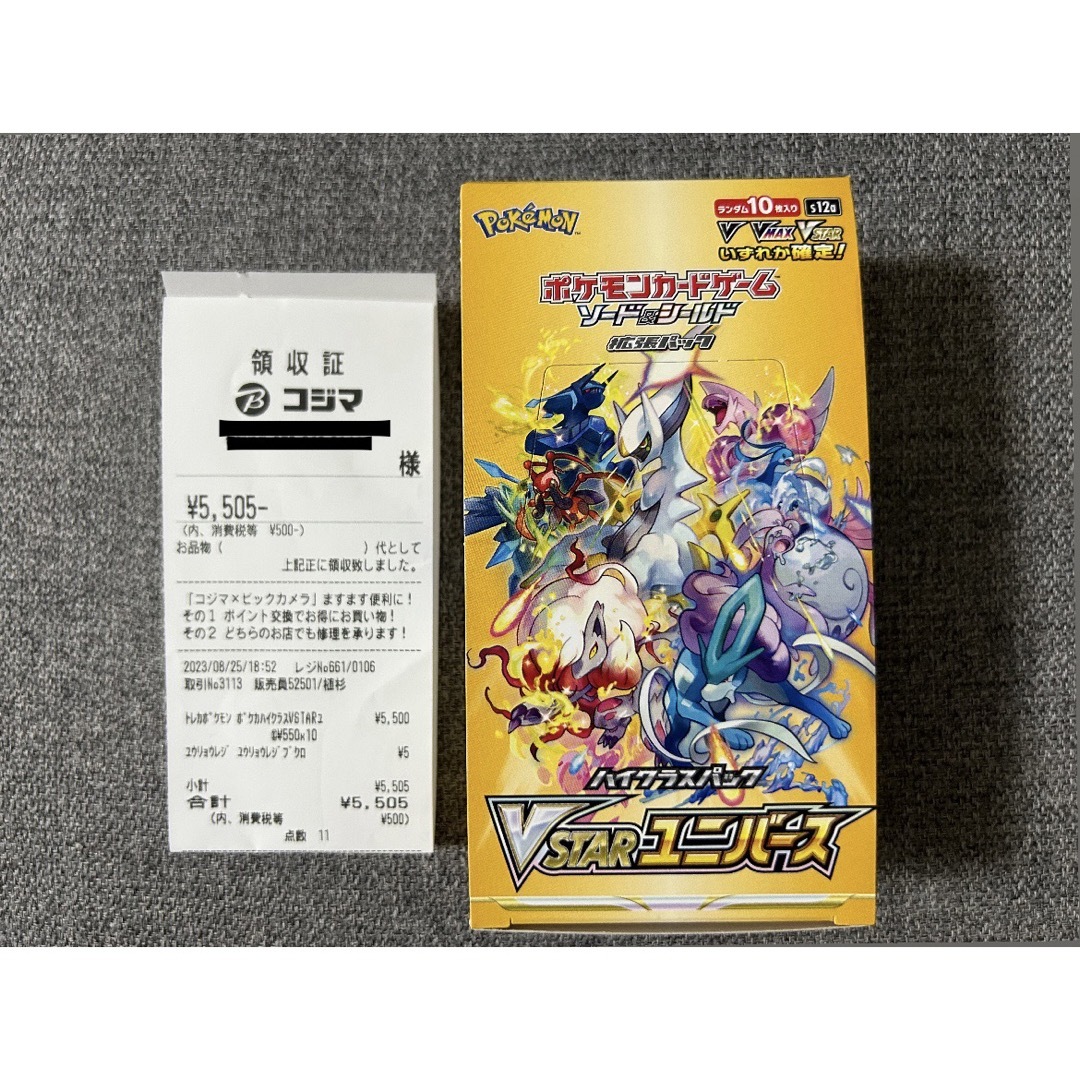 領収証
コジマ
様
¥5,505-
(内、消費税等 ¥500-)
お品物( )代として
上記正に領収致しました。
「コジマ×ビックカメラ」ますます便利に!
その1 ポイント交換でお得にお買い物!
その2 どちらのお店でも修理を承ります!
2023/08/25/18:52 レジNo661/0106
取引No3113 販売員52501/植杉
トレカポケモン ポケカハイクラスVSTARユ ¥5,500
@¥550×10
ユウリョウレジ ユウリョウレジブクロ ¥5
小計 ¥5,505
合計 ¥5,505
(内、消費税等 ¥500)
点数 11
POKÉMON
ランダム10枚入り s12a
V VMAX VSTAR
いずれか確定!
ポケモンカードゲーム
ソード&シールド
拡張パック
ハイクラスパック
VSTARユニバース